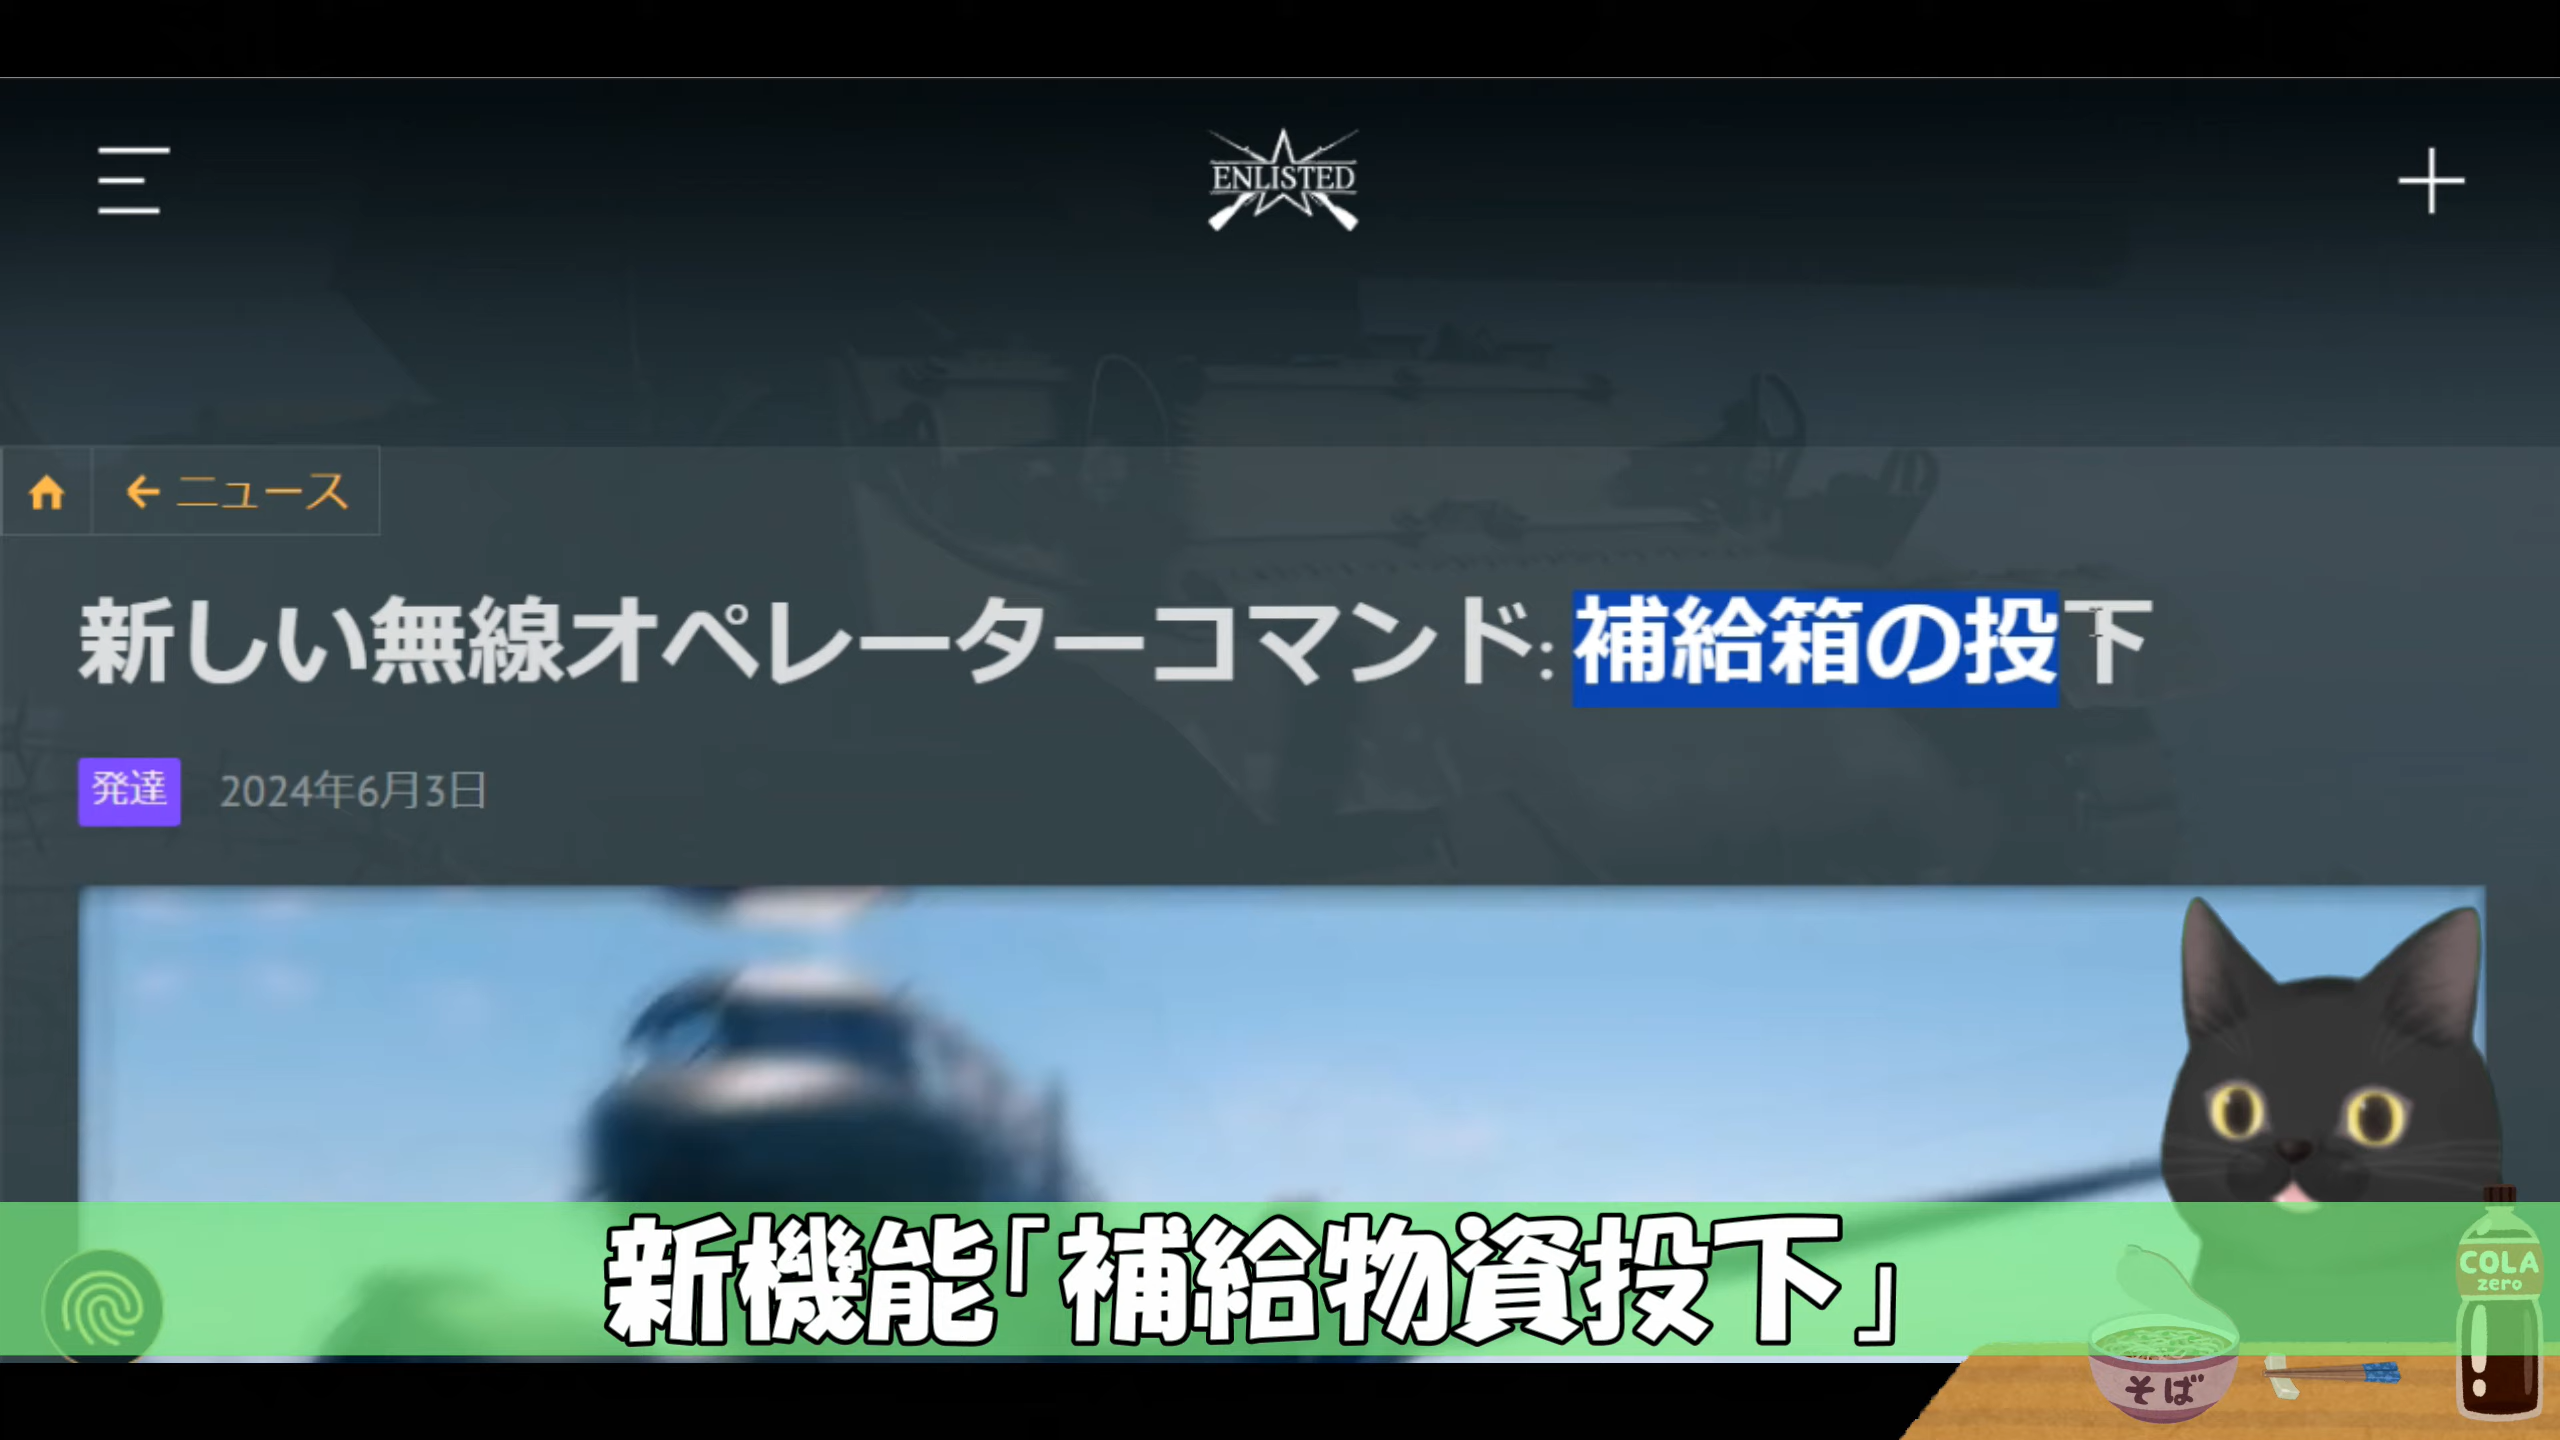 ENLISTED
ニュース
新しい無線オペレーターコマンド: 補給箱の投下
発達 2024年6月3日
新機能「補給物資投下」
COLA
zero
そば